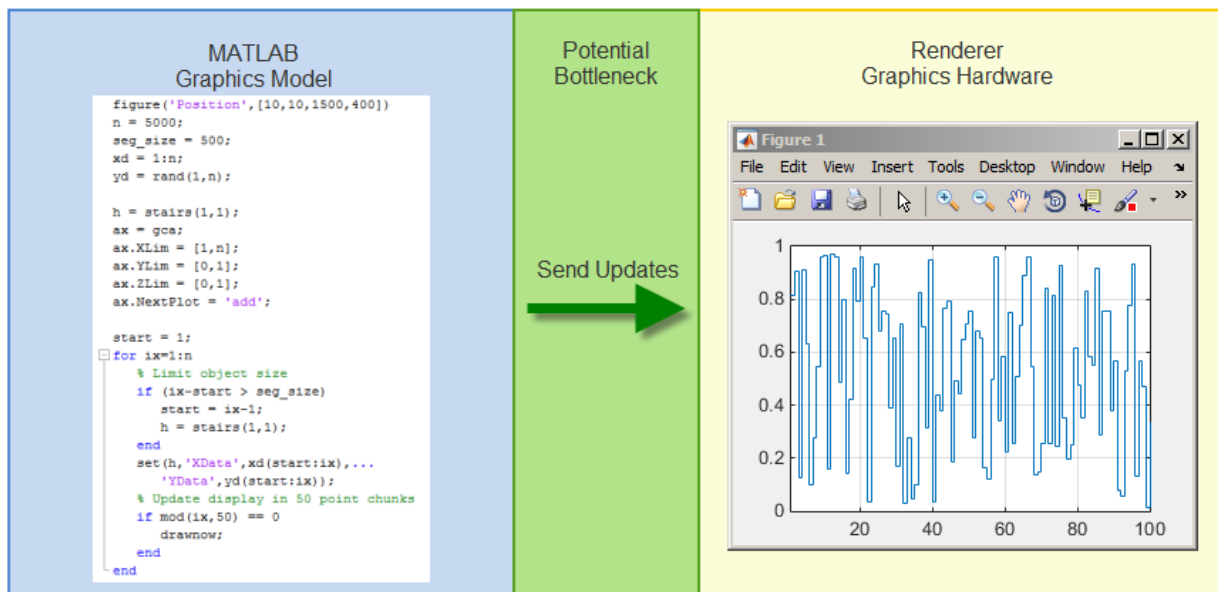 MATLAB
Graphics Model
figure('Position',[10,10,1500,400])
n = 5000;
seg_size = 500;
xd = 1:n;
yd = rand(1,n);
h = stairs(1,1);
ax = gca;
ax.XLim = [1,n];
ax.YLim = [0,1];
ax.ZLim = [0,1];
ax.NextPlot = 'add';
start = 1;
for ix=1:n
% Limit object size
if (ix-start > seg_size)
start = ix-1;
h = stairs(1,1);
end
set(h,'XData',xd(start:ix),...
'YData',yd(start:ix));
% Update display in 50 point chunks
if mod(ix,50) == 0
drawnow;
end
end
Potential
Bottleneck
Send Updates
Renderer
Graphics Hardware
Figure 1
File Edit View Insert Tools Desktop Window Help
1
0.8
0.6
0.4
0.2
0
20 40 60 80 100